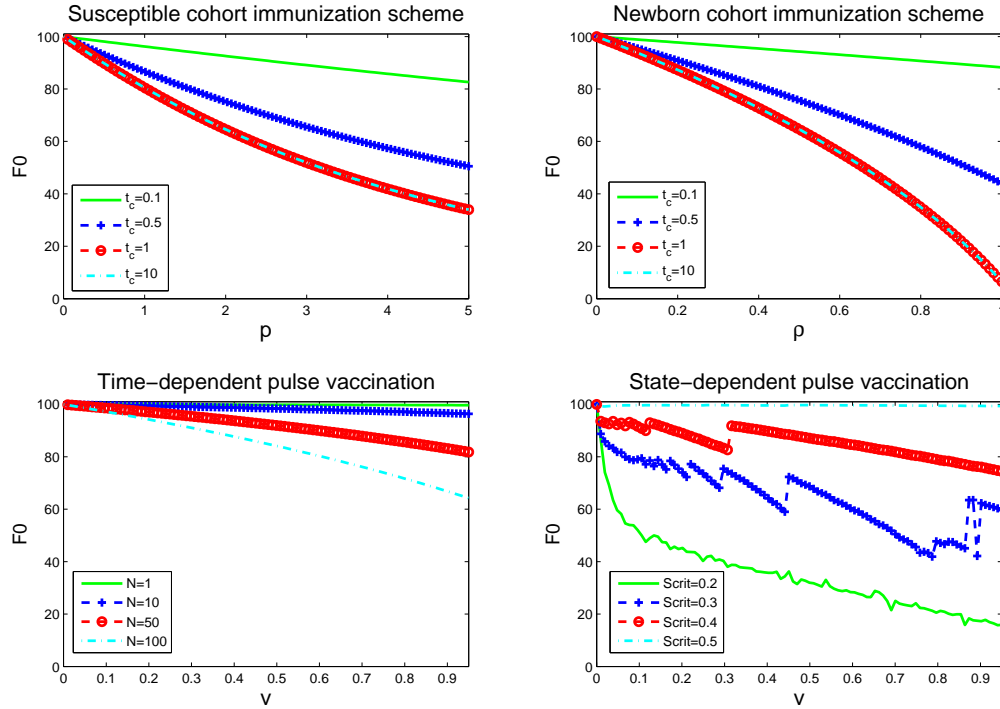 Susceptible cohort immunization scheme
100
80
60
40
20
0
F0
0 1 2 3 4 5
p
t_c=0.1
t_c=0.5
t_c=1
t_c=10
Newborn cohort immunization scheme
100
80
60
40
20
0
F0
0 0.2 0.4 0.6 0.8 1
ρ
t_c=0.1
t_c=0.5
t_c=1
t_c=10
Time-dependent pulse vaccination
100
80
60
40
20
0
F0
0 0.1 0.2 0.3 0.4 0.5 0.6 0.7 0.8 0.9
v
N=1
N=10
N=50
N=100
State-dependent pulse vaccination
100
80
60
40
20
0
F0
0 0.1 0.2 0.3 0.4 0.5 0.6 0.7 0.8 0.9
v
Scrit=0.2
Scrit=0.3
Scrit=0.4
Scrit=0.5